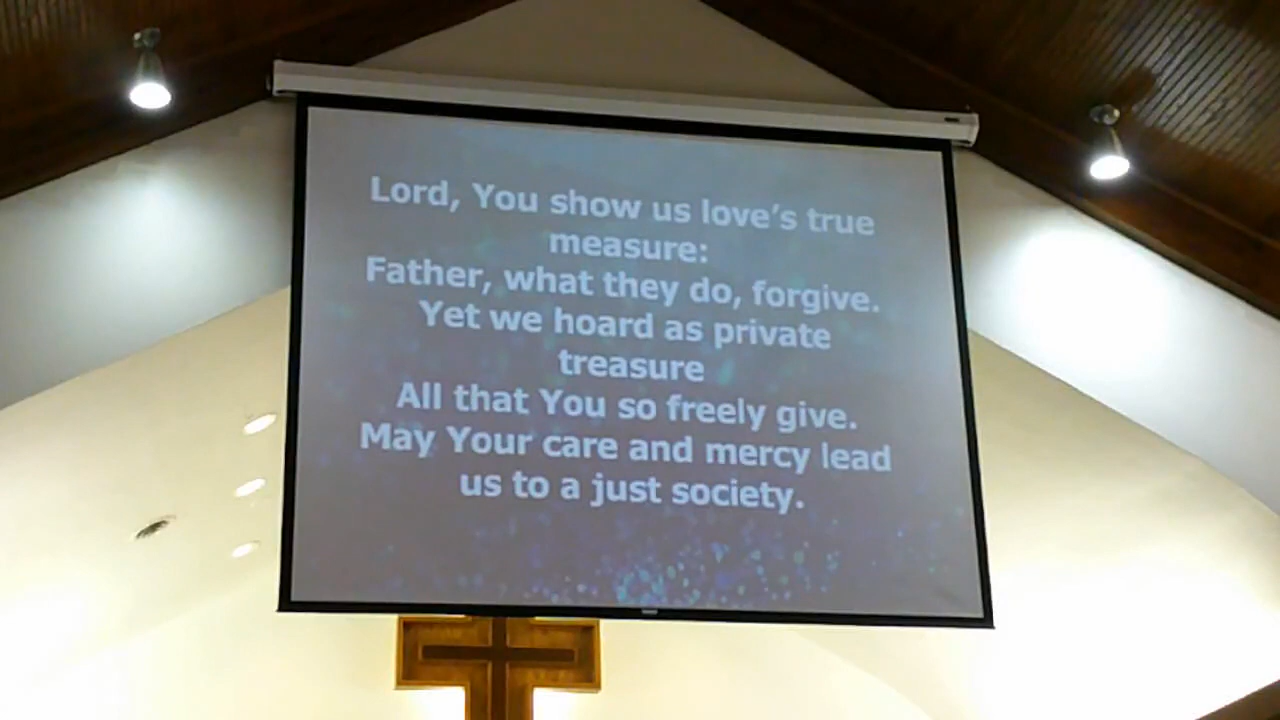 Lord, You show us love's true
measure:
Father, what they do, forgive.
Yet we hoard as private
treasure
All that You so freely give.
May Your care and mercy lead
us to a just society.